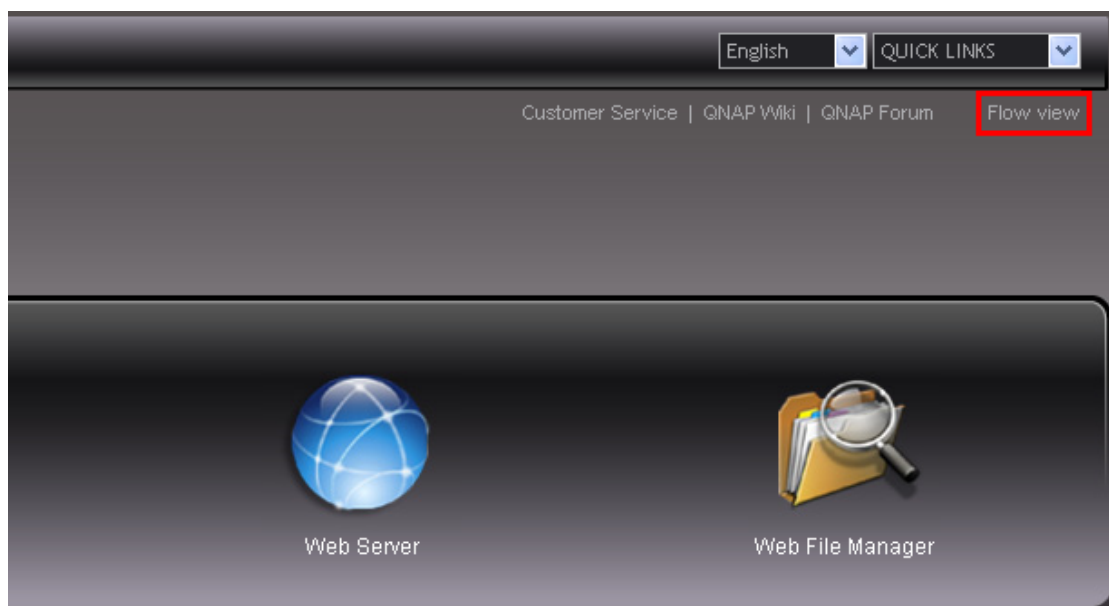 English QUICK LINKS
Customer Service | QNAP Wiki | QNAP Forum Flow view
Web Server Web File Manager